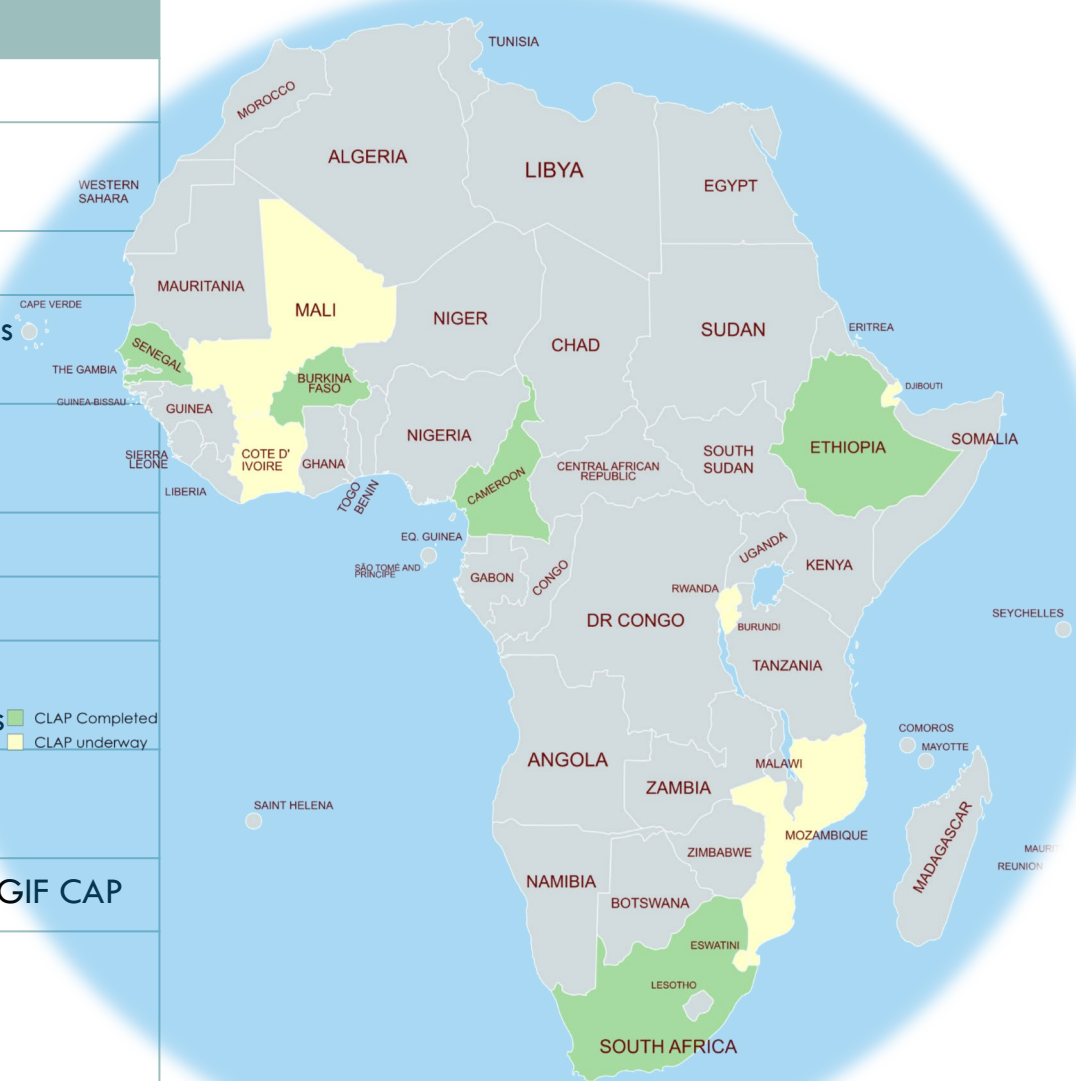 TUNISIA
MOROCCO
ALGERIA
LIBYA
EGYPT
WESTERN
SAHARA
MAURITANIA
CAPE VERDE
MALI
NIGER
CHAD
SUDAN
ERITREA
s
SENEGAL
THE GAMBIA
BURKINA
FASO
DJIBOUTI
GUINEA-BISSAU
GUINEA
NIGERIA
SOMALIA
ETHIOPIA
SOUTH
SUDAN
SIERRA
LEONE
COTE D'
IVOIRE
GHANA
CENTRAL AFRICAN
REPUBLIC
CAMEROON
LIBERIA
TOGO
BENIN
EQ. GUINEA
UGANDA
KENYA
SÃO TOMÉ AND
PRINCIPE
GABON
CONGO
RWANDA
DR CONGO
BURUNDI
SEYCHELLES
TANZANIA
s
CLAP Completed
CLAP underway
COMOROS
MAYOTTE
ANGOLA
MALAWI
ZAMBIA
SAINT HELENA
MOZAMBIQUE
MADAGASCAR
ZIMBABWE
REUNION
NAMIBIA
GIF CAP
BOTSWANA
ESWATINI
LESOTHO
SOUTH AFRICA